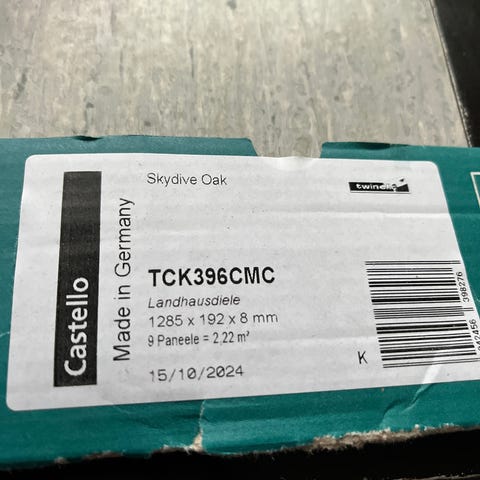 Skydive Oak
twinclic
Castello
Made in Germany
TCK396CMC
Landhausdiele
1285 x 192 x 8 mm
9 Paneele = 2,22 m²
15/10/2024
K
398276